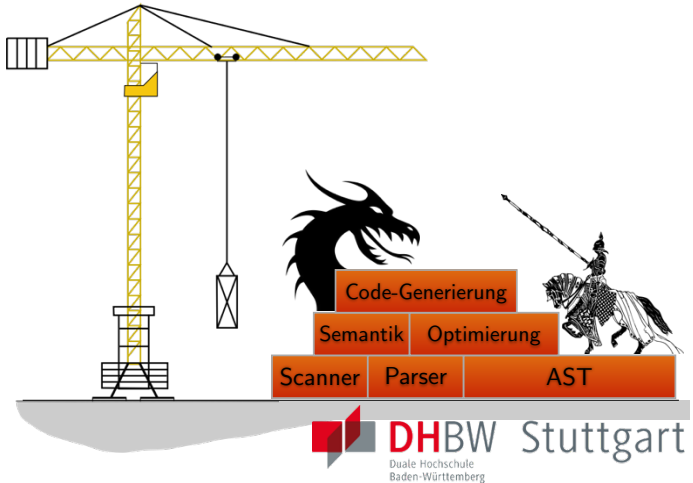 Code-Generierung
Semantik Optimierung
Scanner Parser AST
DHBW Stuttgart
Duale Hochschule
Baden-Württemberg